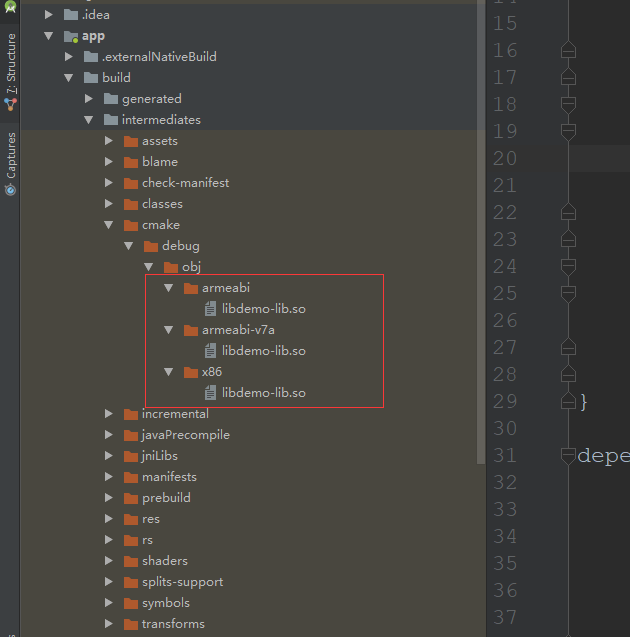 .idea
app
.externalNativeBuild
build
generated
intermediates
assets
blame
check-manifest
classes
cmake
debug
obj
armeabi
libdemo-lib.so
armeabi-v7a
libdemo-lib.so
x86
libdemo-lib.so
incremental
javaPrecompile
jniLibs
manifests
prebuild
res
rs
shaders
splits-support
symbols
transforms
7: Structure
Captures
15
16
17
18
19
20
21
22
23
24
25
26
27
28
29 }
30
31 depe
32
33
34
35
36
37